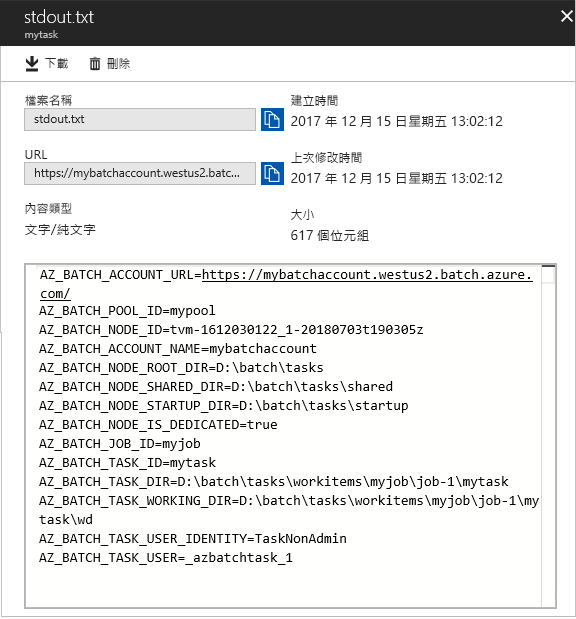 stdout.txt
mytask
下載 刪除
檔案名稱
stdout.txt
建立時間
2017 年 12 月 15 日星期五 13:02:12
URL
https://mybatchaccount.westus2.batc...
上次修改時間
2017 年 12 月 15 日星期五 13:02:12
內容類型
文字/純文字
大小
617 個位元組
AZ_BATCH_ACCOUNT_URL=https://mybatchaccount.westus2.batch.azure.
com/
AZ_BATCH_POOL_ID=mypool
AZ_BATCH_NODE_ID=tvm-1612030122_1-20180703t190305z
AZ_BATCH_ACCOUNT_NAME=mybatchaccount
AZ_BATCH_NODE_ROOT_DIR=D:\batch\tasks
AZ_BATCH_NODE_SHARED_DIR=D:\batch\tasks\shared
AZ_BATCH_NODE_STARTUP_DIR=D:\batch\tasks\startup
AZ_BATCH_NODE_IS_DEDICATED=true
AZ_BATCH_JOB_ID=myjob
AZ_BATCH_TASK_ID=mytask
AZ_BATCH_TASK_DIR=D:\batch\tasks\workitems\myjob\job-1\mytask
AZ_BATCH_TASK_WORKING_DIR=D:\batch\tasks\workitems\myjob\job-1\my
task\wd
AZ_BATCH_TASK_USER_IDENTITY=TaskNonAdmin
AZ_BATCH_TASK_USER=_azbatchtask_1